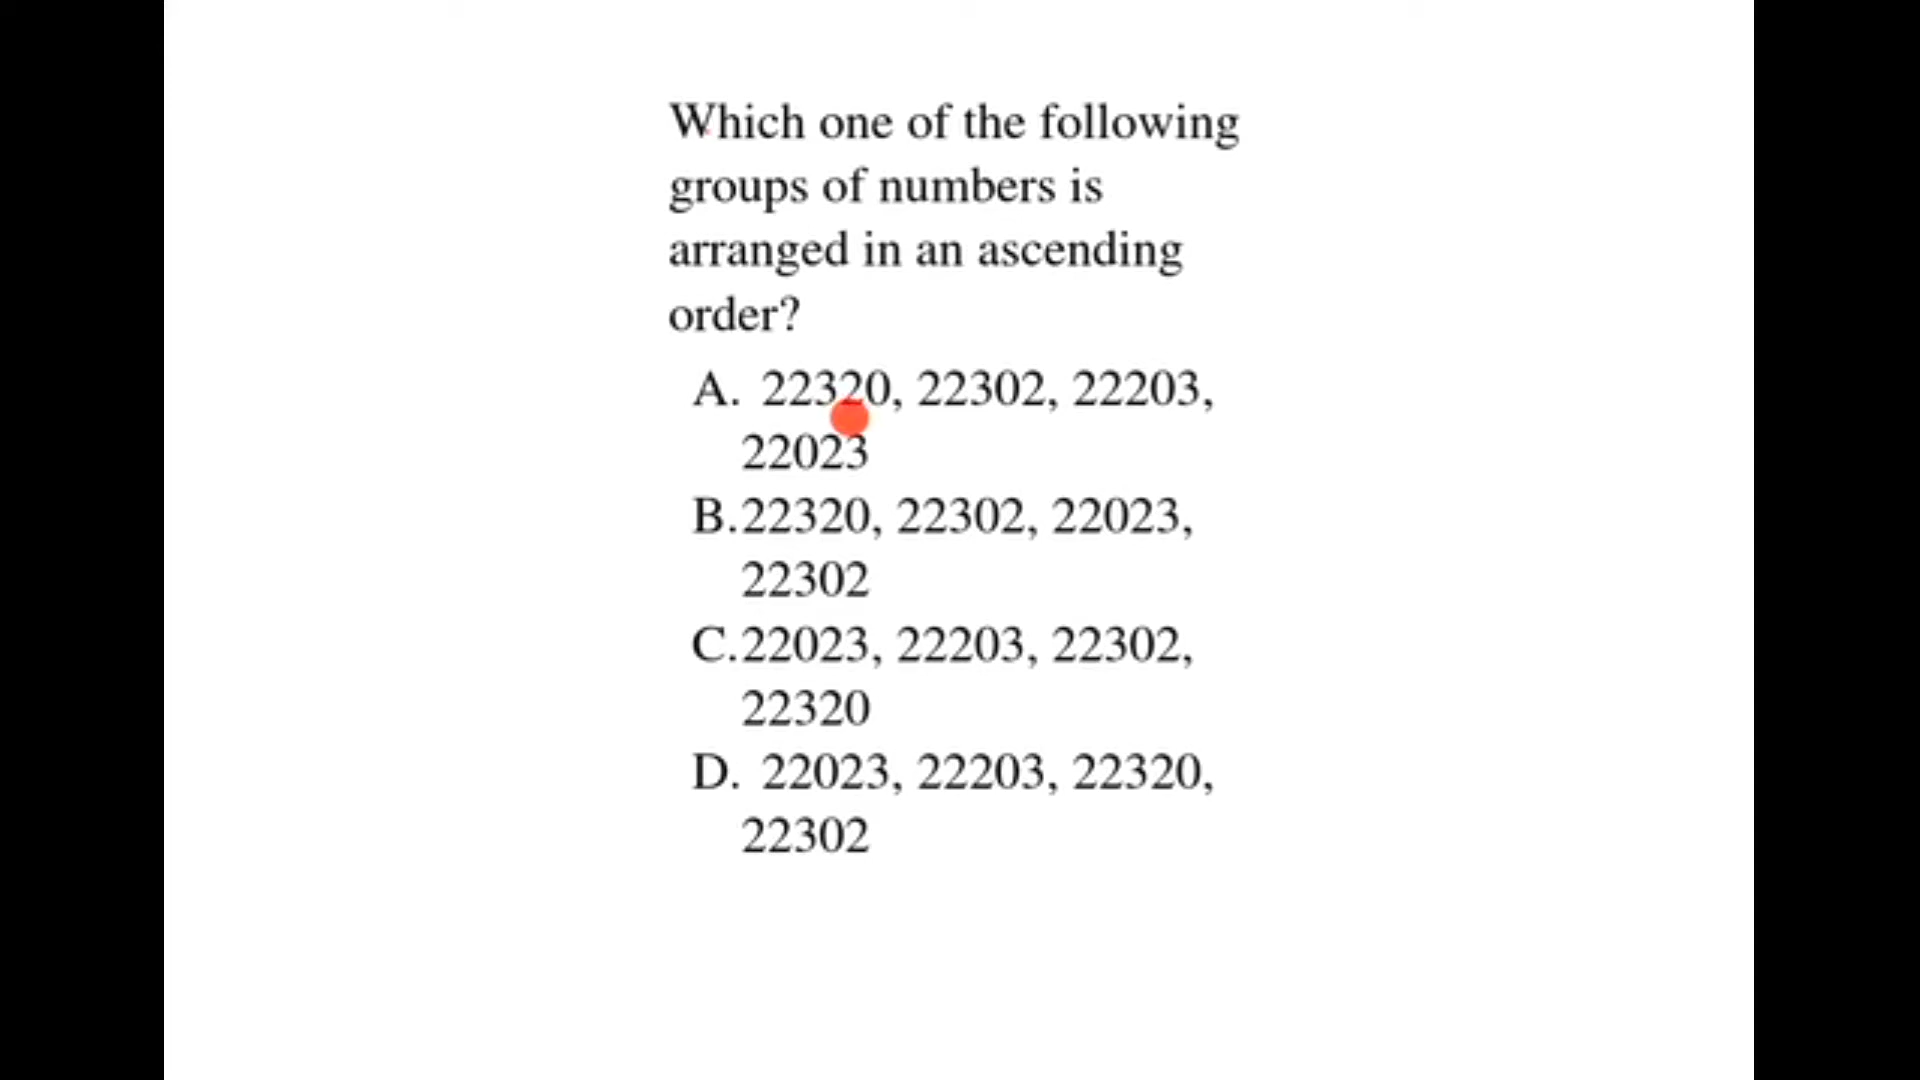 Which one of the following
groups of numbers is
arranged in an ascending
order?
A. 22320, 22302, 22203,
22023
B.22320, 22302, 22023,
22302
C.22023, 22203, 22302,
22320
D. 22023, 22203, 22320,
22302